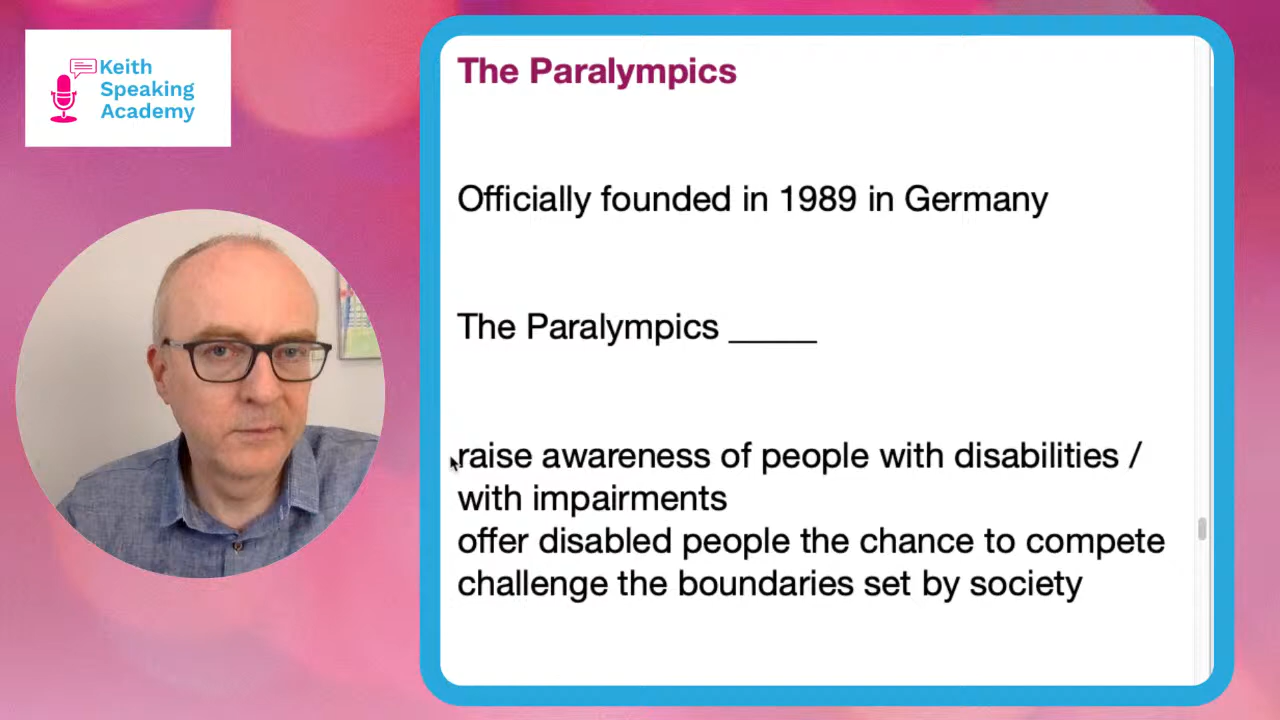 Keith
Speaking
Academy
The Paralympics
Officially founded in 1989 in Germany
The Paralympics _____
raise awareness of people with disabilities /
with impairments
offer disabled people the chance to compete
challenge the boundaries set by society